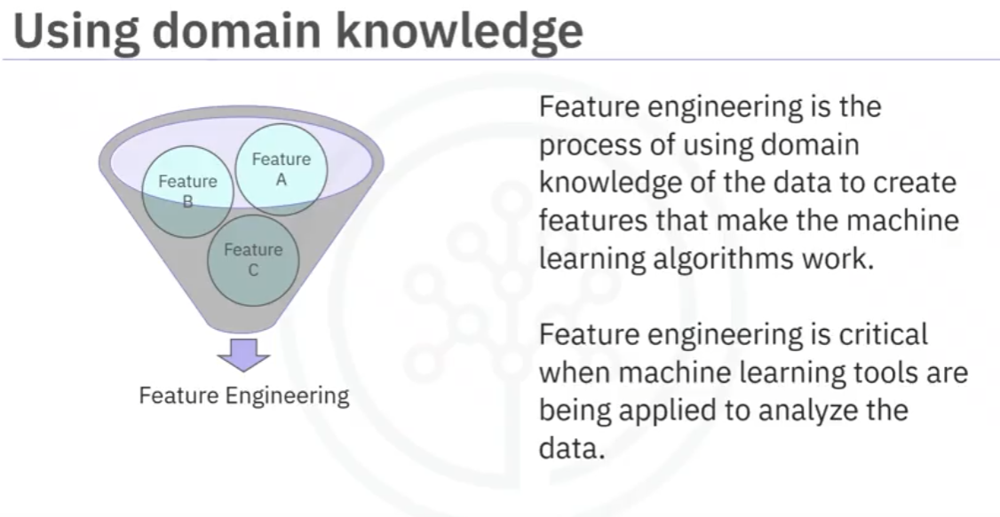 Using domain knowledge
Feature
A
Feature
B
Feature
C
Feature Engineering
Feature engineering is the
process of using domain
knowledge of the data to create
features that make the machine
learning algorithms work.
Feature engineering is critical
when machine learning tools are
being applied to analyze the
data.